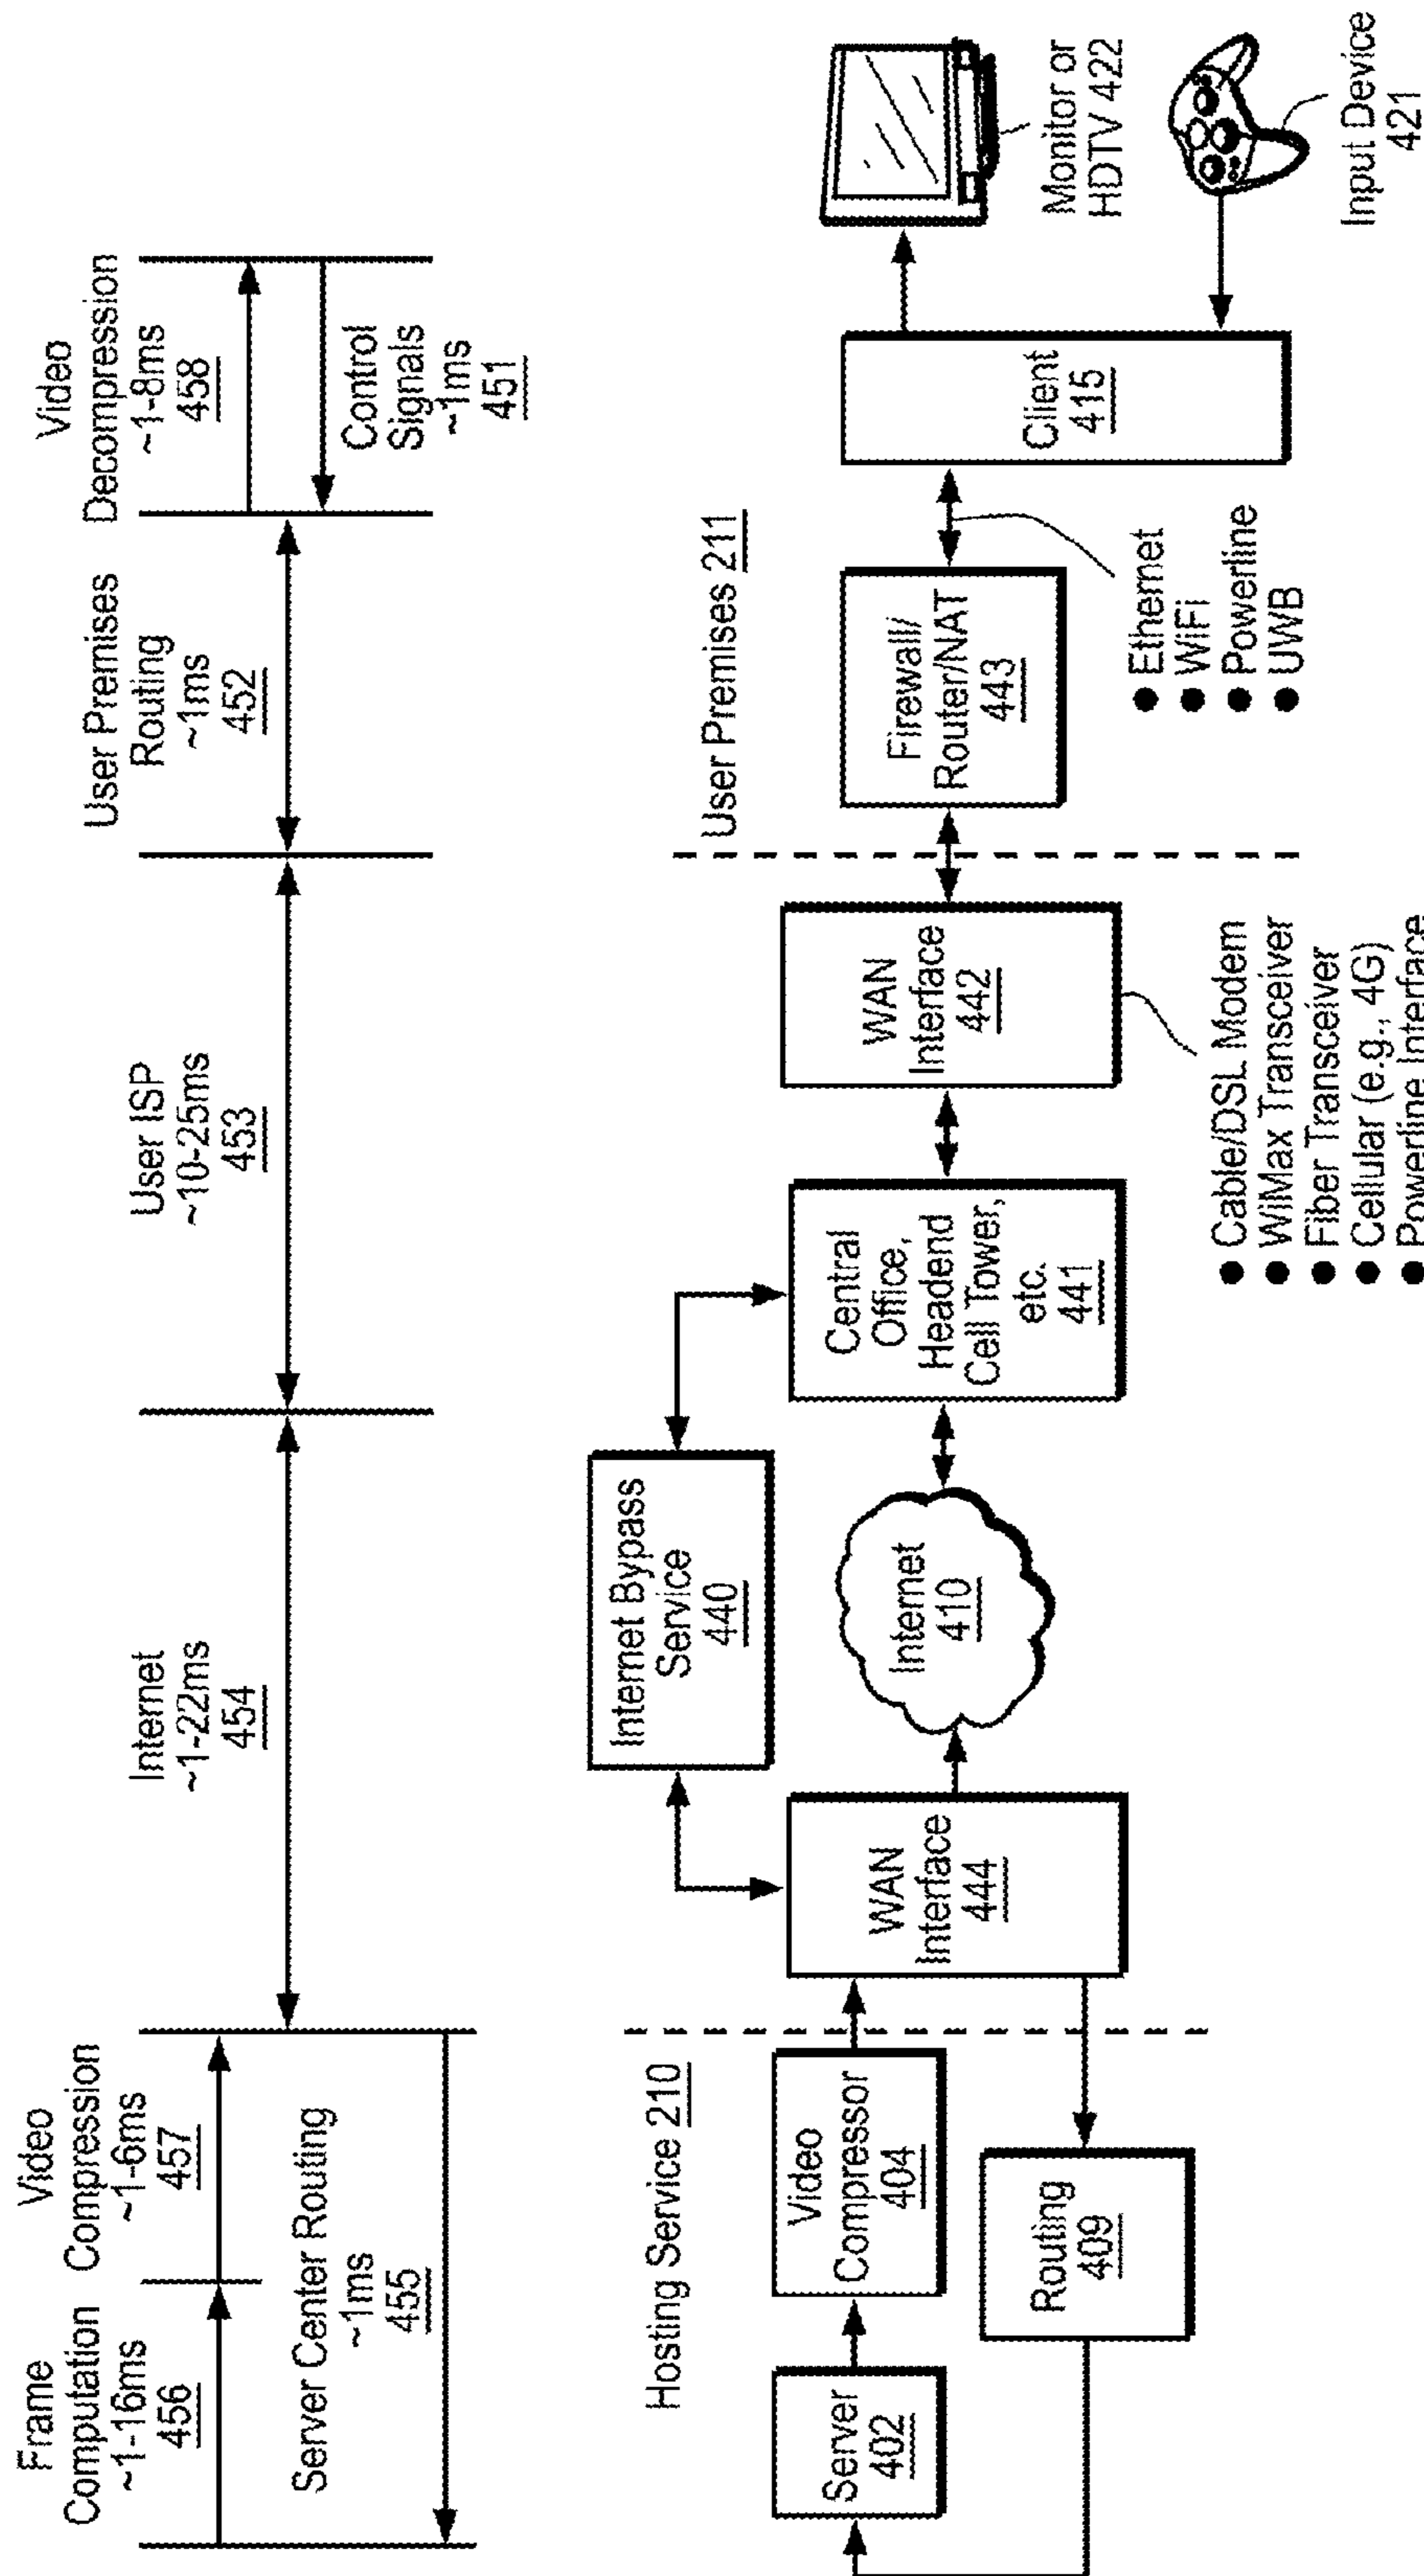 Frame
Computation
~1-16ms
456
Video
Compression
~1-6ms
457
Server Center Routing
~1ms
455
Internet
~1-22ms
454
User ISP
~10-25ms
453
User Premises
Routing
~1ms
452
Video
Decompression
~1-8ms
458
Control
Signals
~1ms
451
Hosting Service 210
Server
402
Video
Compressor
404
Routing
409
WAN
Interface
444
Internet Bypass
Service
440
Internet
410
Central
Office,
Headend
Cell Tower,
etc.
441
WAN
Interface
442
● Cable/DSL Modem
● WiMax Transceiver
● Fiber Transceiver
● Cellular (e.g., 4G)
● Powerline Interface
User Premises 211
Firewall/
Router/NAT
443
● Ethernet
● WiFi
● Powerline
● UWB
Client
415
Monitor or
HDTV 422
Input Device
421